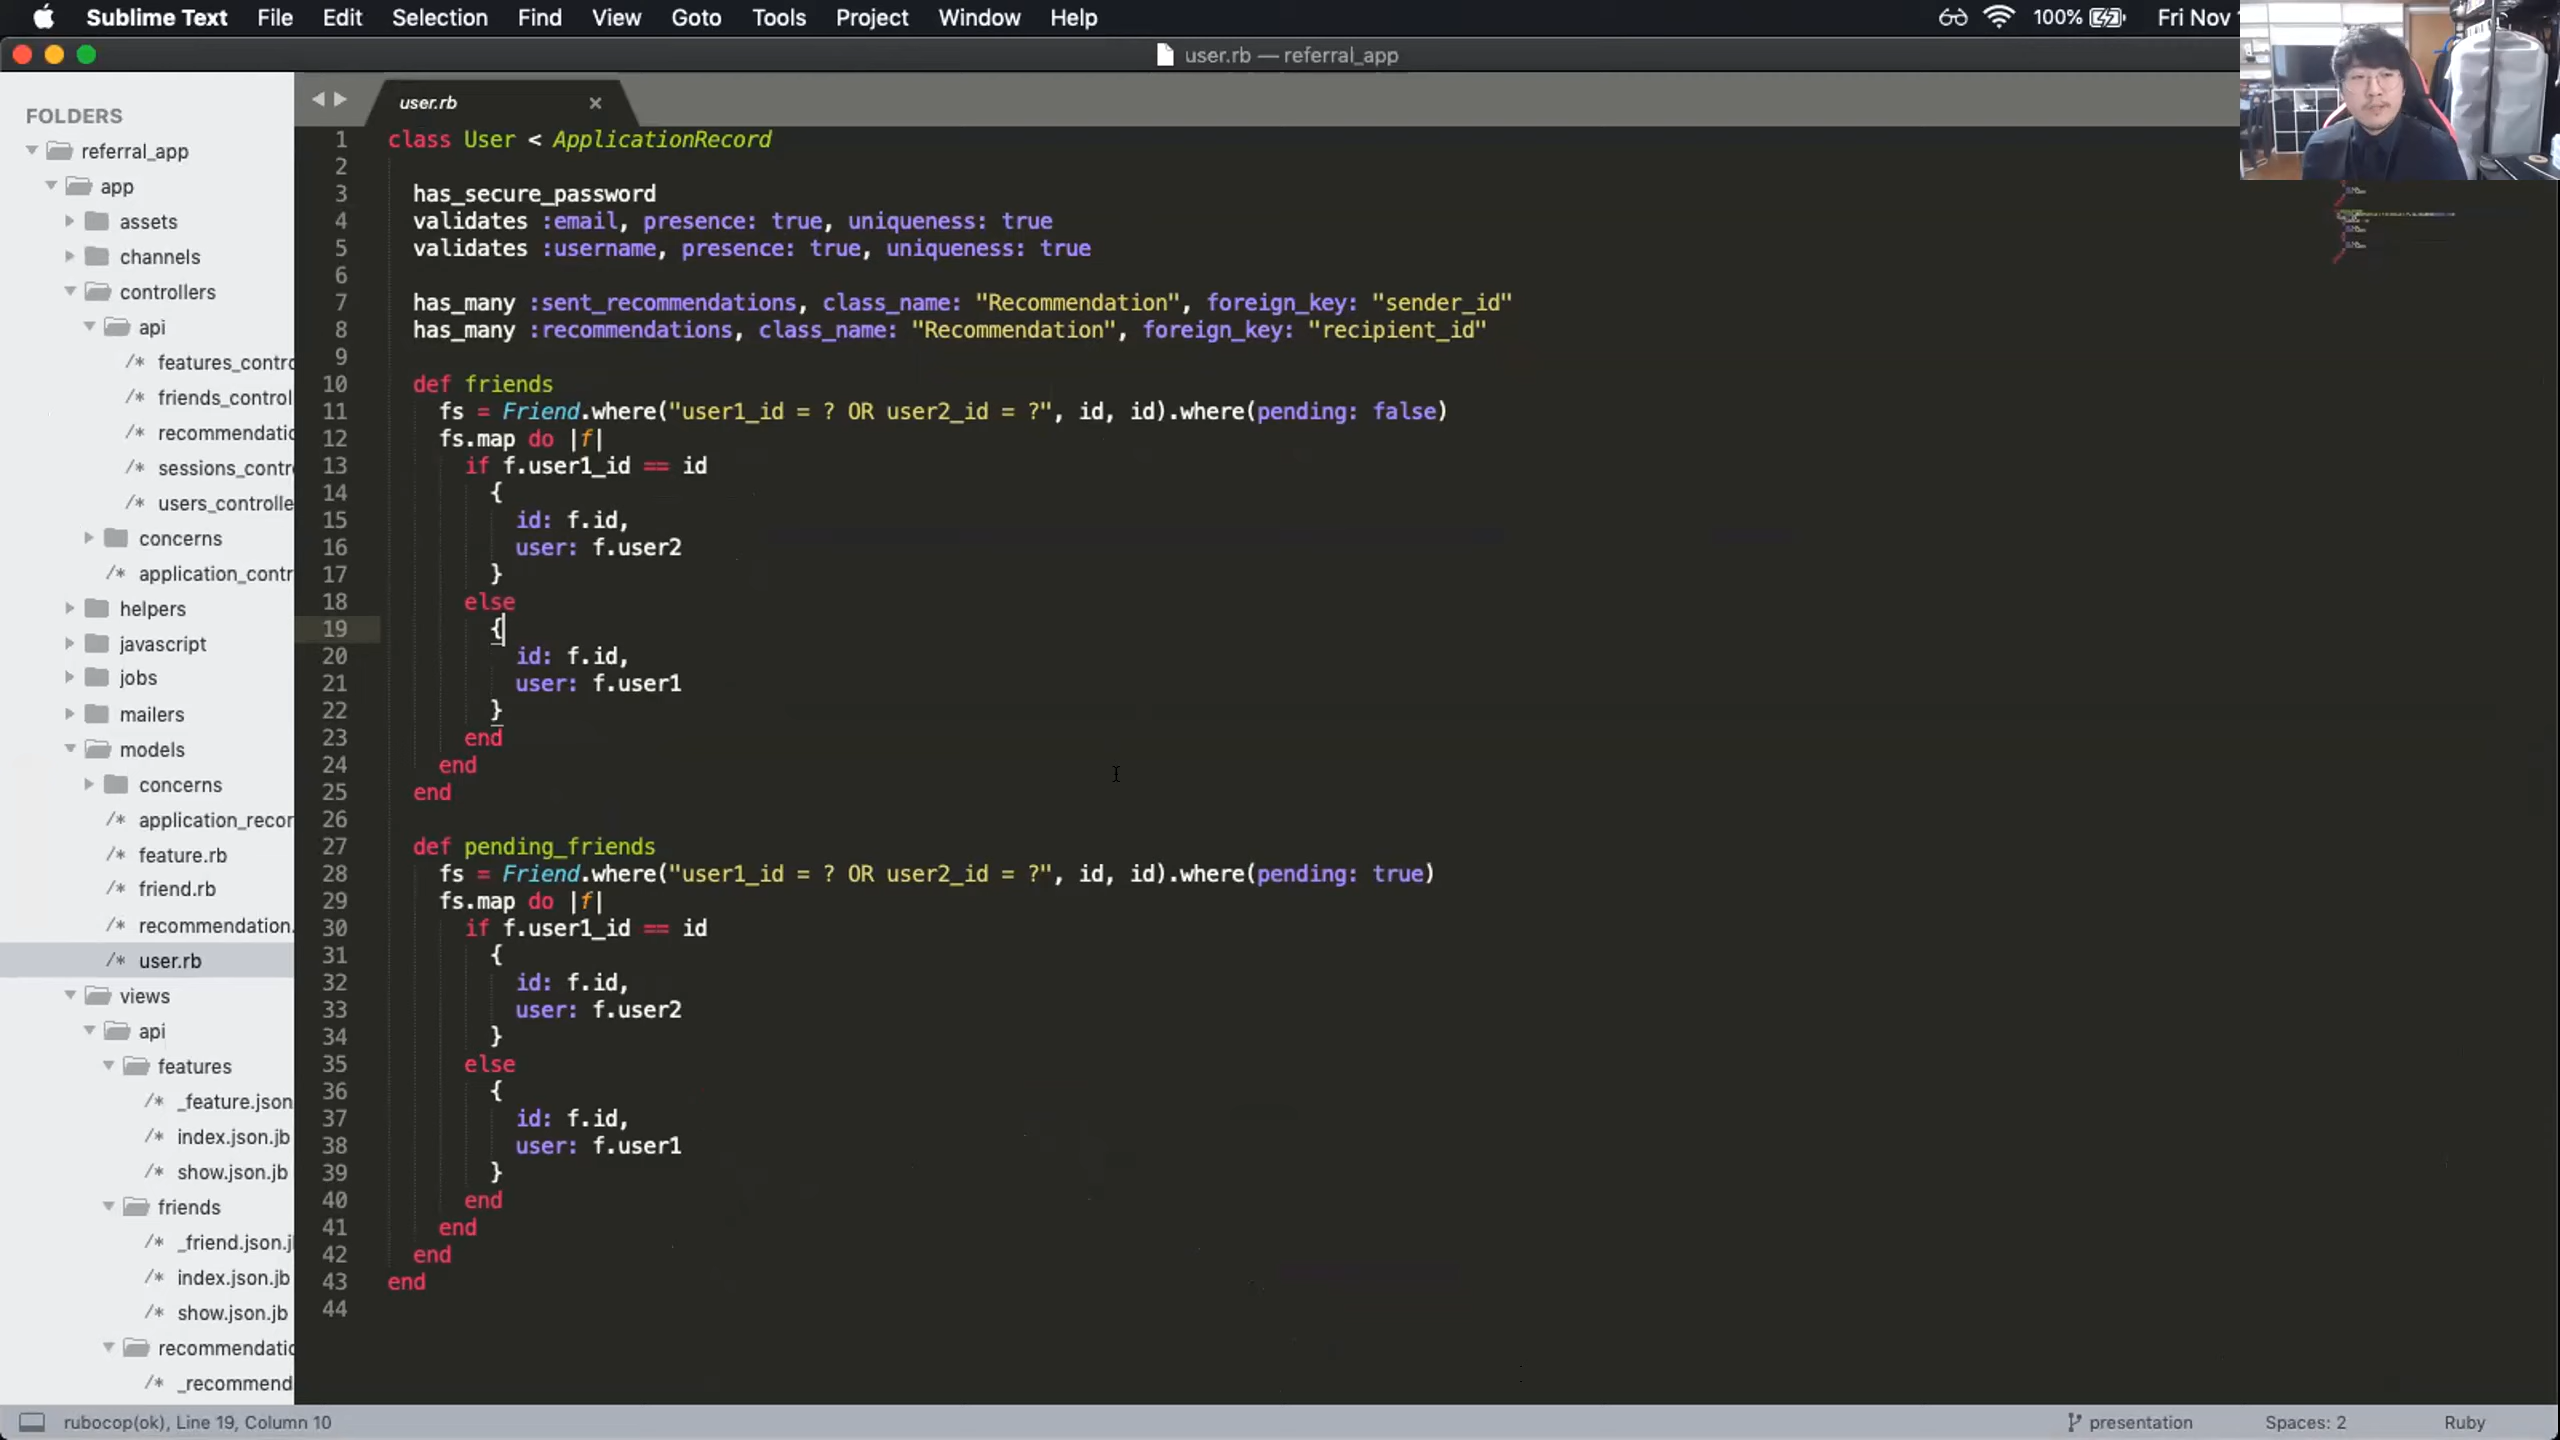 Sublime Text File Edit Selection Find View Goto Tools Project Window Help 100% Fri Nov
user.rb — referral_app
user.rb ×
FOLDERS
referral_app
app
assets
channels
controllers
api
/* features_contro
/* friends_control
/* recommendatio
/* sessions_contr
/* users_controlle
concerns
/* application_contr
helpers
javascript
jobs
mailers
models
concerns
/* application_recor
/* feature.rb
/* friend.rb
/* recommendation.
/* user.rb
views
api
features
/* _feature.json
/* index.json.jb
/* show.json.jb
friends
/* _friend.json.j
/* index.json.jb
/* show.json.jb
recommendatio
/* _recommend
1 class User < ApplicationRecord
2
3 has_secure_password
4 validates :email, presence: true, uniqueness: true
5 validates :username, presence: true, uniqueness: true
6
7 has_many :sent_recommendations, class_name: "Recommendation", foreign_key: "sender_id"
8 has_many :recommendations, class_name: "Recommendation", foreign_key: "recipient_id"
9
10 def friends
11 fs = Friend.where("user1_id = ? OR user2_id = ?", id, id).where(pending: false)
12 fs.map do |f|
13 if f.user1_id == id
14 {
15 id: f.id,
16 user: f.user2
17 }
18 else
19 {
20 id: f.id,
21 user: f.user1
22 }
23 end
24 end
25 end
26
27 def pending_friends
28 fs = Friend.where("user1_id = ? OR user2_id = ?", id, id).where(pending: true)
29 fs.map do |f|
30 if f.user1_id == id
31 {
32 id: f.id,
33 user: f.user2
34 }
35 else
36 {
37 id: f.id,
38 user: f.user1
39 }
40 end
41 end
42 end
43 end
44
rubocop(ok), Line 19, Column 10 presentation Spaces: 2 Ruby